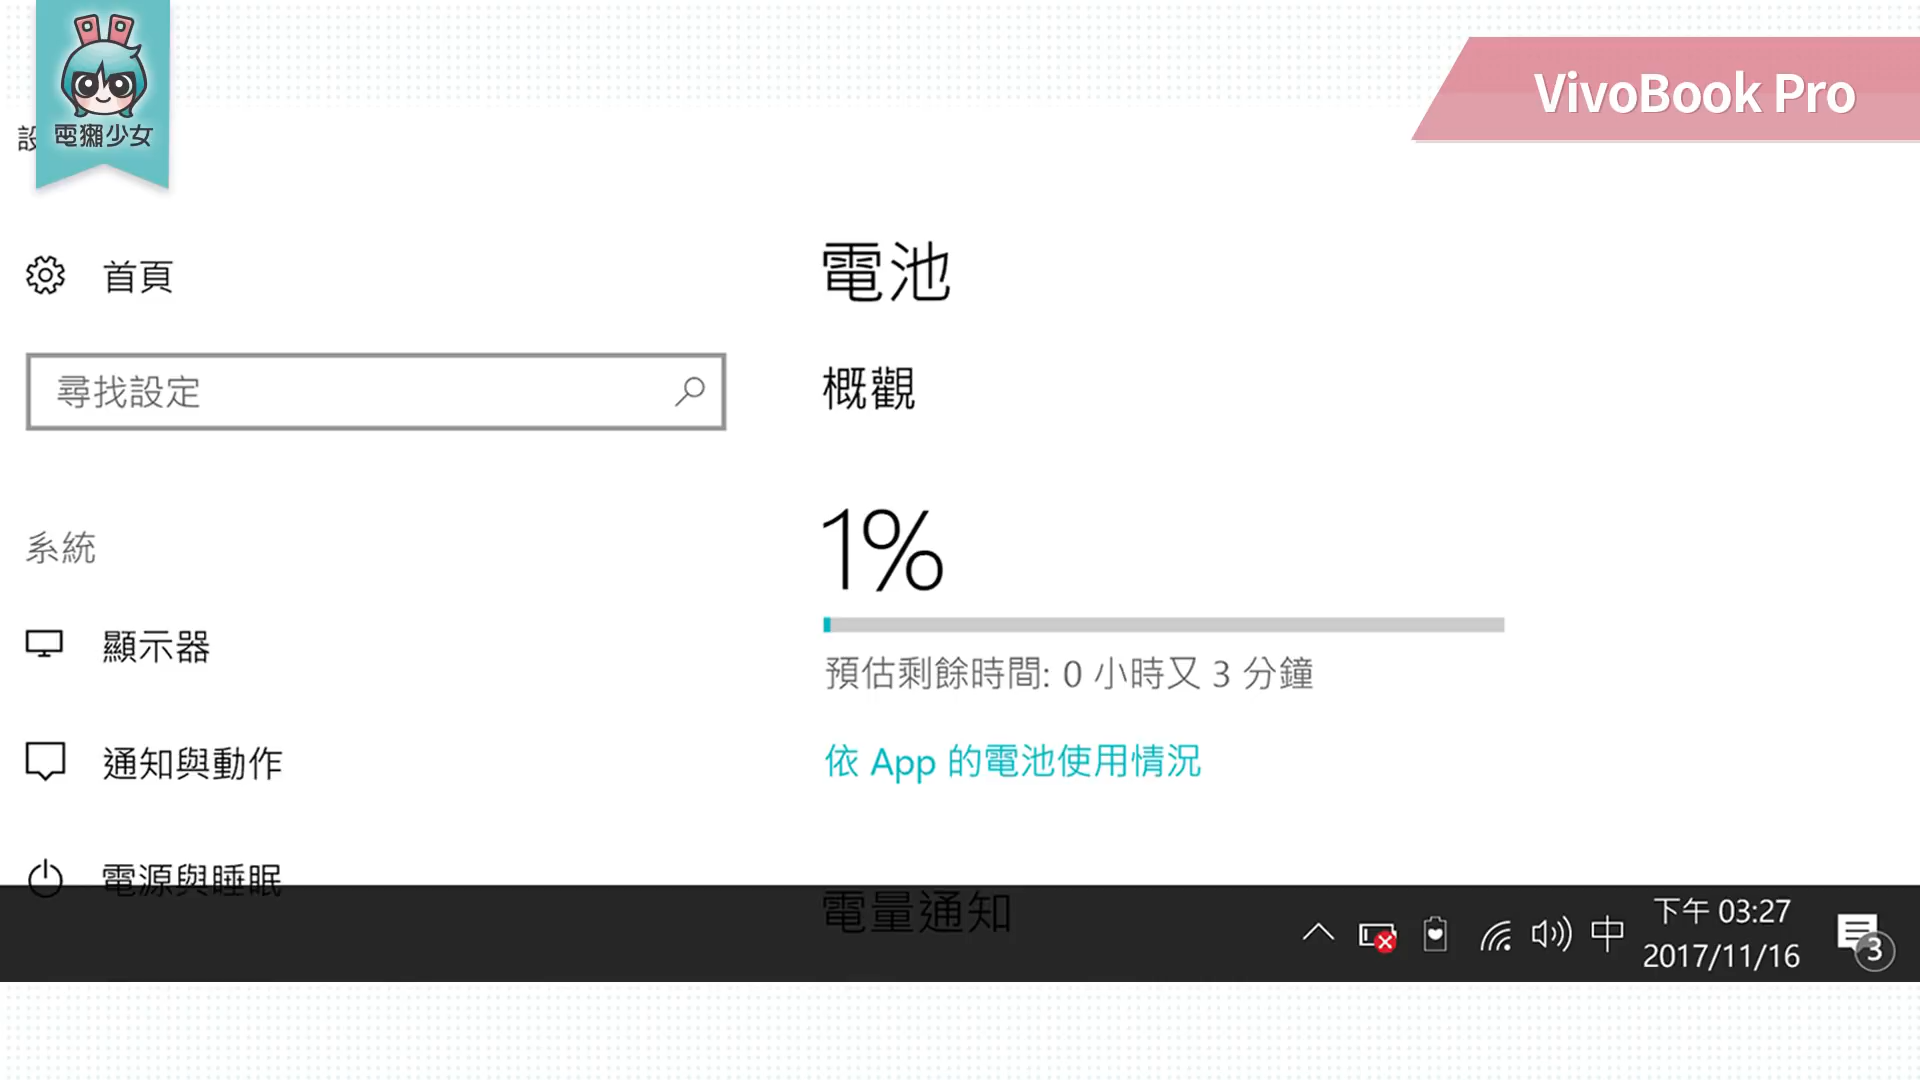 電獺少女
VivoBook Pro
設
首頁
尋找設定
系統
顯示器
通知與動作
電源與睡眠
電池
概觀
1%
預估剩餘時間: 0 小時又 3 分鐘
依 App 的電池使用情況
電量通知
中
下午 03:27
2017/11/16
3